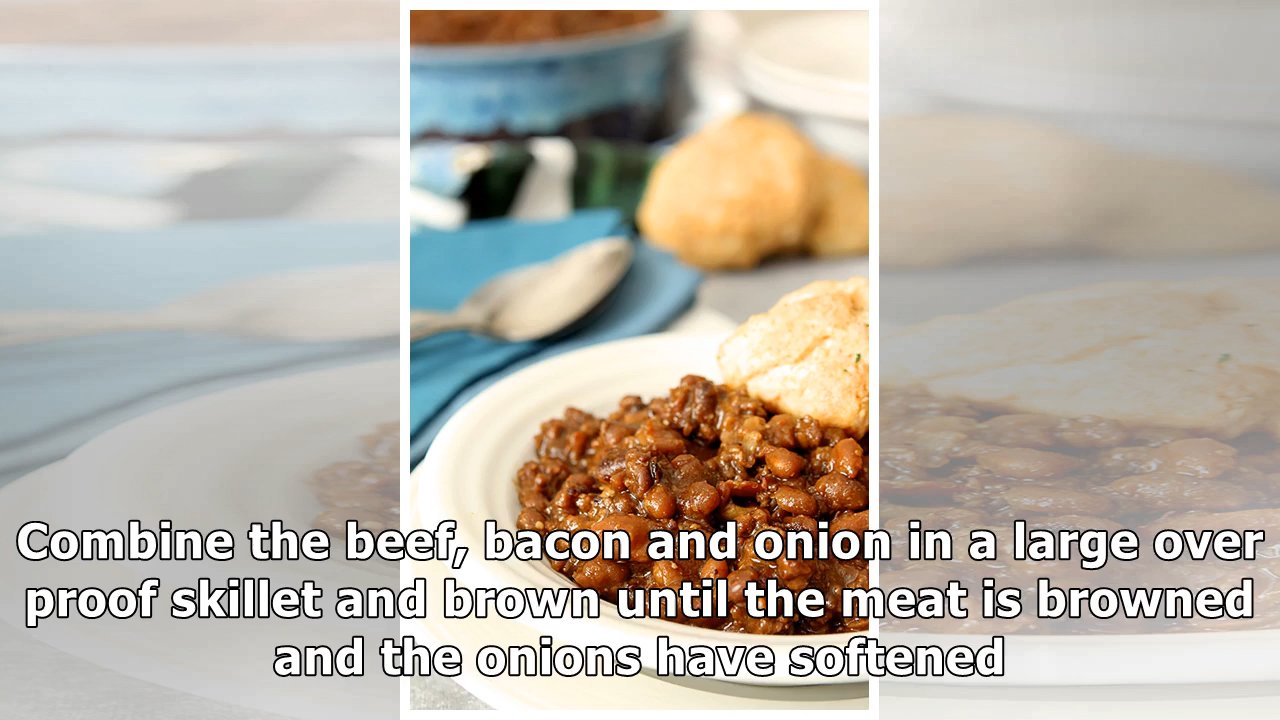 Combine the beef, bacon and onion in a large over
proof skillet and brown until the meat is browned
and the onions have softened